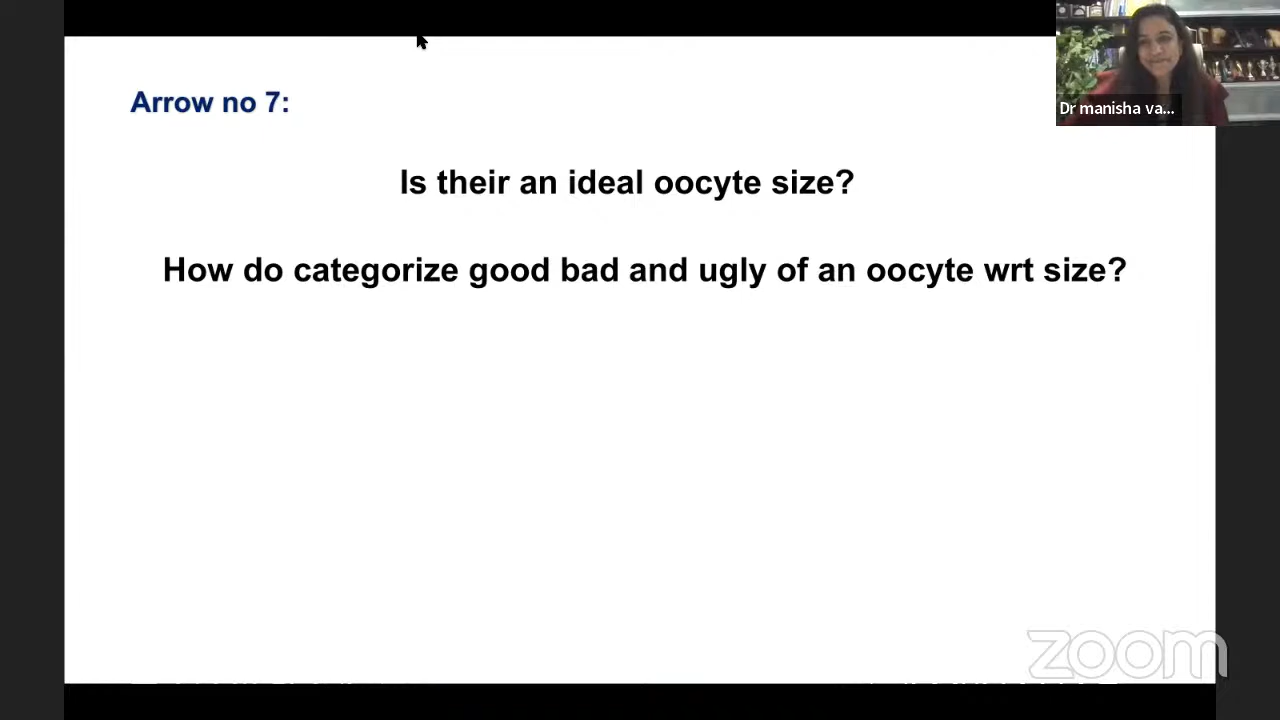 Arrow no 7:
Is their an ideal oocyte size?
How do categorize good bad and ugly of an oocyte wrt size?
Dr manisha va...
zoom